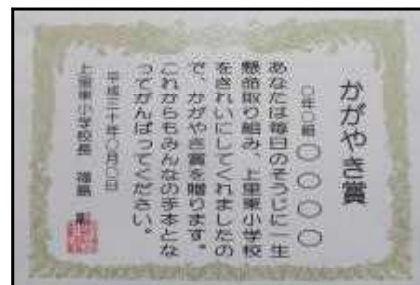 かがやき賞
○年○組 ○○○○
あなたは毎日のそうじに一生
懸命取り組み、上里東小学校
をきれいにしてくれましたの
で、かがやき賞を贈ります。
これからもみんなの手本とな
ってがんばってください。
平成三十年○月○日
上里東小学校長 福島